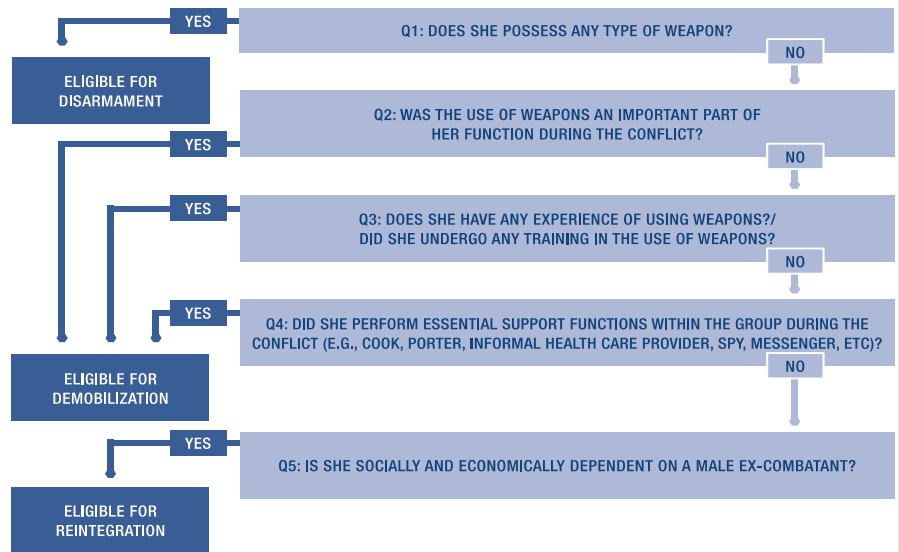 YES
Q1: DOES SHE POSSESS ANY TYPE OF WEAPON?
NO
ELIGIBLE FOR
DISARMAMENT
Q2: WAS THE USE OF WEAPONS AN IMPORTANT PART OF
HER FUNCTION DURING THE CONFLICT?
YES
NO
YES
Q3: DOES SHE HAVE ANY EXPERIENCE OF USING WEAPONS?/
DID SHE UNDERGO ANY TRAINING IN THE USE OF WEAPONS?
NO
YES
Q4: DID SHE PERFORM ESSENTIAL SUPPORT FUNCTIONS WITHIN THE GROUP DURING THE
CONFLICT (E.G., COOK, PORTER, INFORMAL HEALTH CARE PROVIDER, SPY, MESSENGER, ETC)?
NO
ELIGIBLE FOR
DEMOBILIZATION
YES
Q5: IS SHE SOCIALLY AND ECONOMICALLY DEPENDENT ON A MALE EX-COMBATANT?
ELIGIBLE FOR
REINTEGRATION